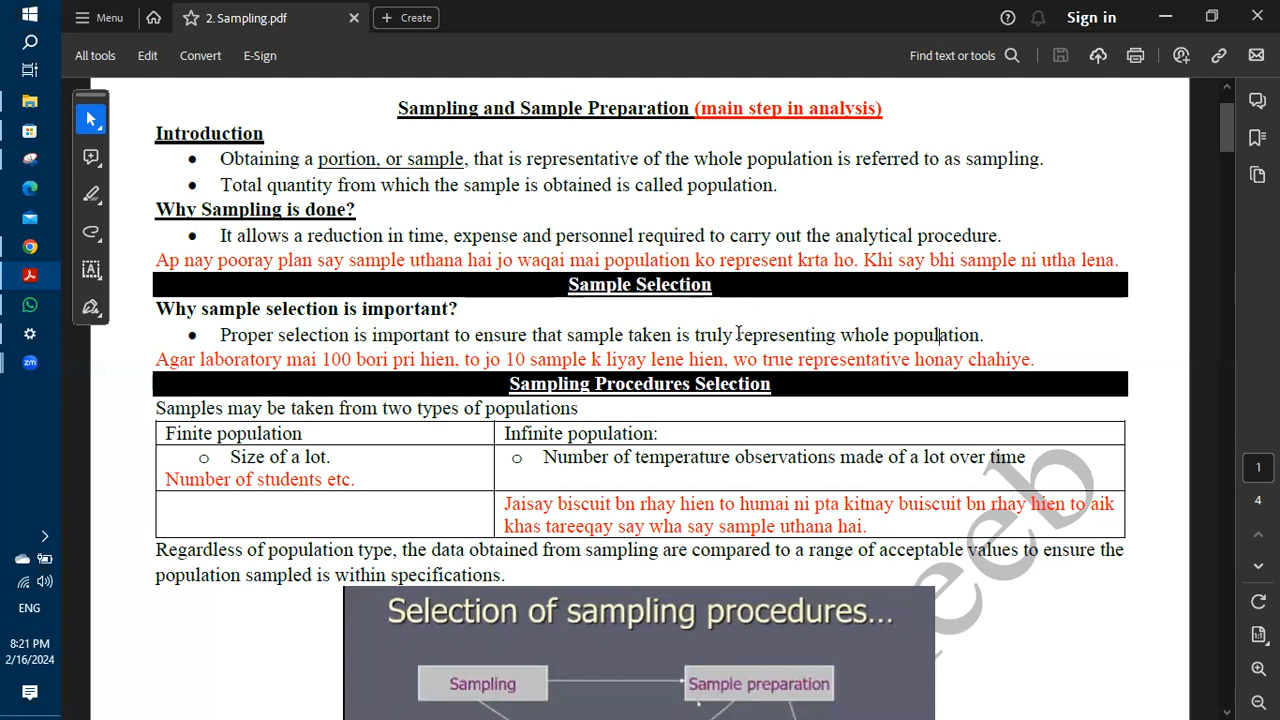 Menu
2. Sampling.pdf
Create
Sign in
All tools
Edit
Convert
E-Sign
Find text or tools
Sampling and Sample Preparation (main step in analysis)
Introduction
• Obtaining a portion, or sample, that is representative of the whole population is referred to as sampling.
• Total quantity from which the sample is obtained is called population.
Why Sampling is done?
• It allows a reduction in time, expense and personnel required to carry out the analytical procedure.
Ap nay pooray plan say sample uthana hai jo waqai mai population ko represent krta ho. Khi say bhi sample ni utha lena.
Sample Selection
Why sample selection is important?
• Proper selection is important to ensure that sample taken is truly representing whole population.
Agar laboratory mai 100 bori pri hien, to jo 10 sample k liyay lene hien, wo true representative honay chahiye.
Sampling Procedures Selection
Samples may be taken from two types of populations
Finite population
Infinite population:
o Size of a lot.
o Number of temperature observations made of a lot over time
Number of students etc.
Jaisay biscuit bn rhay hien to humai ni pta kitnay buiscuit bn rhay hien to aik
khas tareeqay say wha say sample uthana hai.
Regardless of population type, the data obtained from sampling are compared to a range of acceptable values to ensure the
population sampled is within specifications.
Selection of sampling procedures...
Sampling
Sample preparation
1
4
ENG
8:21 PM
2/16/2024